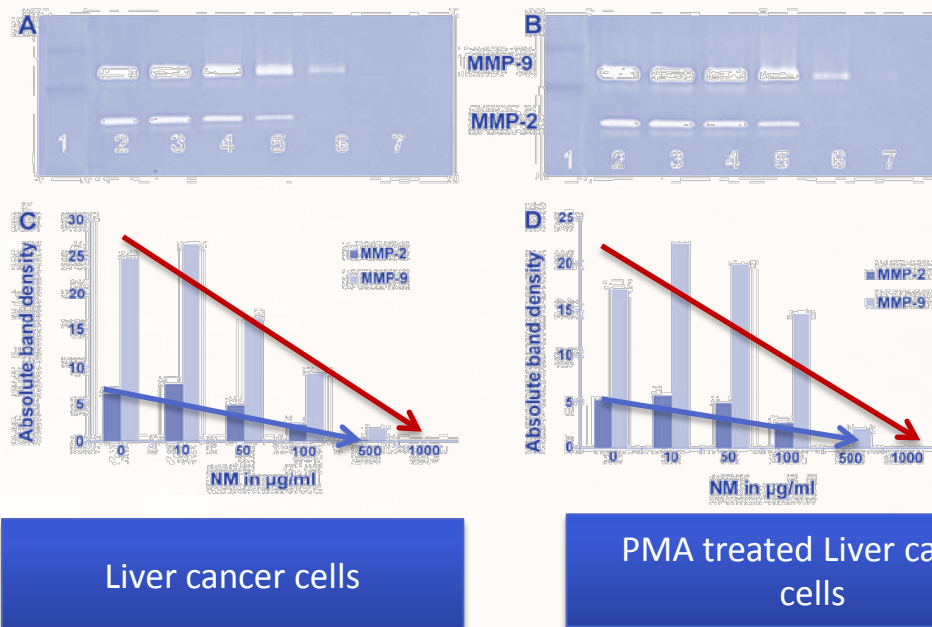 A
B
MMP-9
MMP-2
1 2 3 4 5 6 7
1 2 3 4 5 6 7
C
30
25
20
15
10
5
0
Absolute band density
MMP-2
MMP-9
0 10 50 100 500 1000
NM in µg/ml
D
25
20
15
10
5
0
Absolute band density
MMP-2
MMP-9
0 10 50 100 500 1000
NM in µg/ml
Liver cancer cells
PMA treated Liver ca
cells